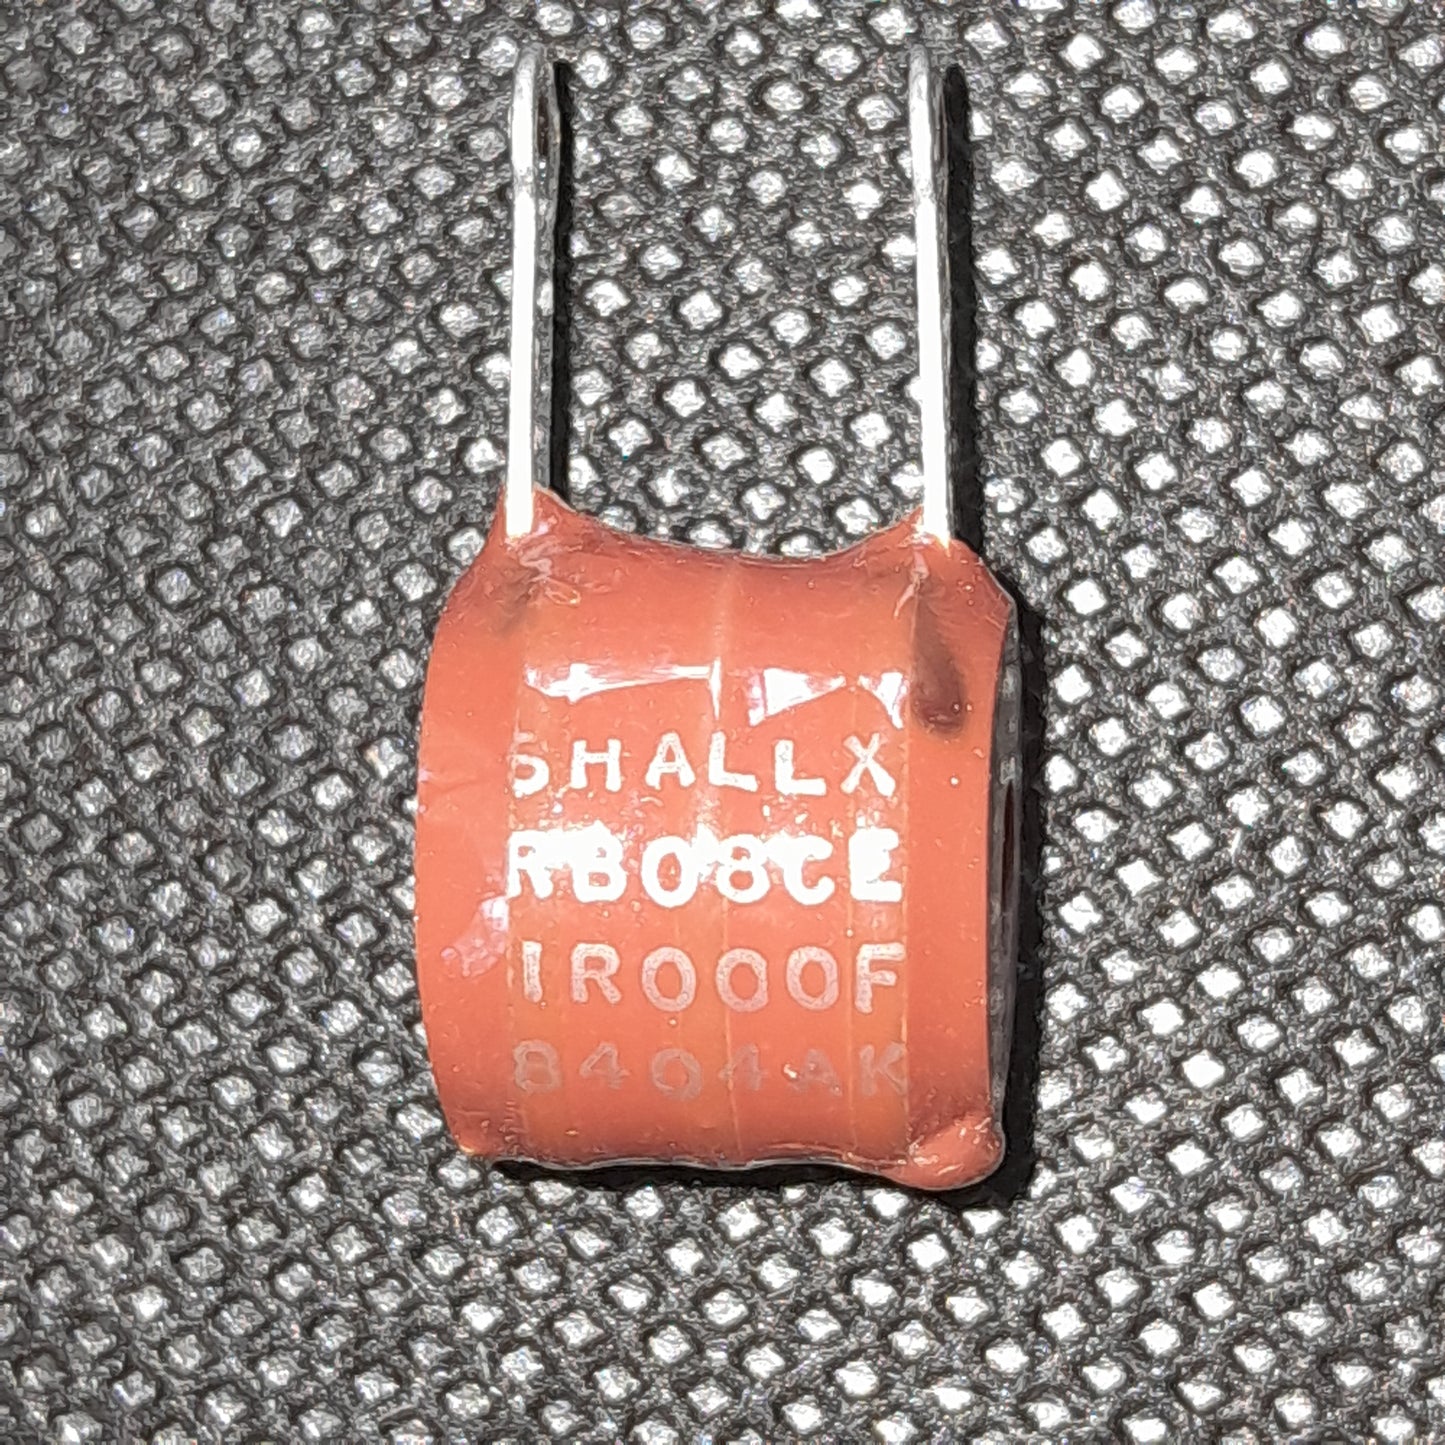 SHALLX
RB08CE
1R000F
8404AK